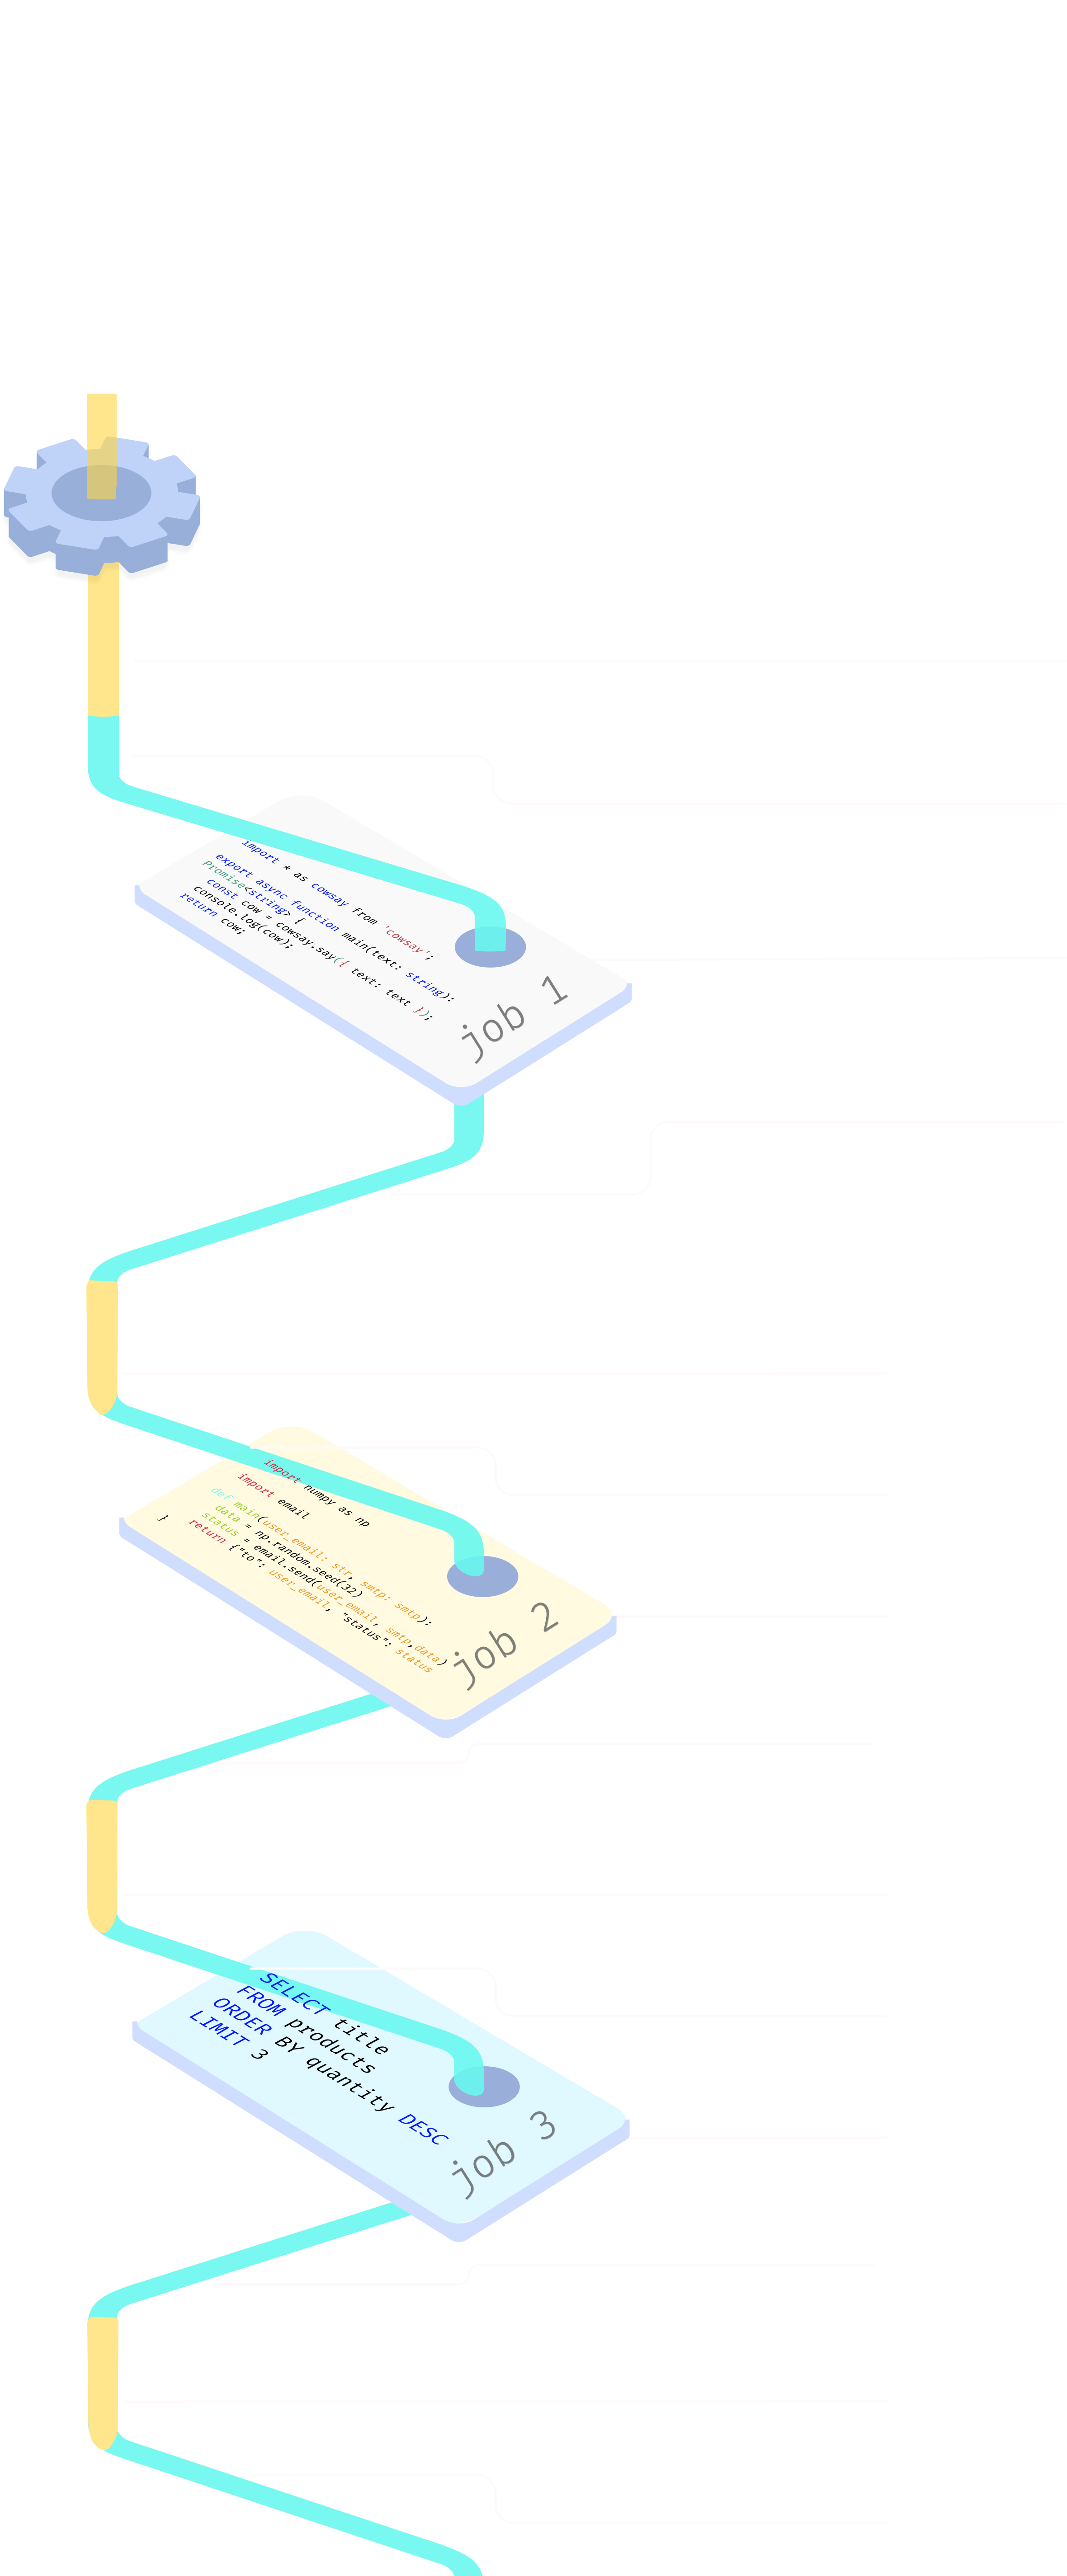 import * as cowsay from 'cowsay';
export async function main(text: string):
Promise<string> {
const cow = cowsay.say({ text: text });
console.log(cow);
return cow;
job 1
import numpy as np
import email
def main(user_email: str, smtp: smtp):
data = np.random.seed(32)
status = email.send(user_email, smtp,data)
return {"to": user_email, "status": status
}
job 2
SELECT title
FROM products
ORDER BY quantity DESC
LIMIT 3
job 3